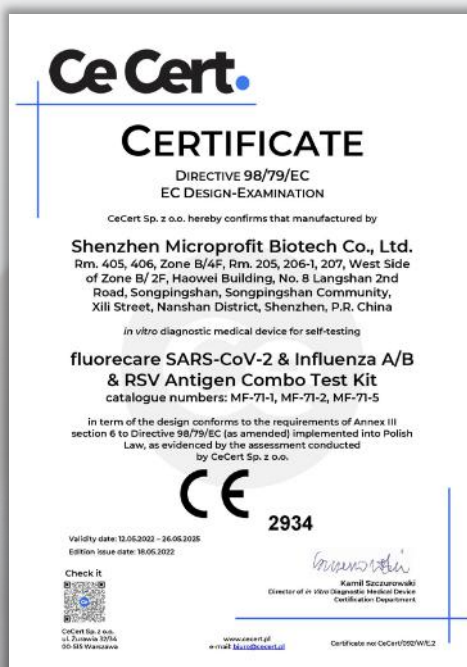 Ce Cert.
CERTIFICATE
DIRECTIVE 98/79/EC
EC DESIGN-EXAMINATION
CeCert Sp. z o.o. hereby confirms that manufactured by
Shenzhen Microprofit Biotech Co., Ltd.
Rm. 405, 406, Zone B/4F, Rm. 205, 206-1, 207, West Side
of Zone B/ 2F, Haowei Building, No. 8 Langshan 2nd
Road, Songpingshan, Songpingshan Community,
Xili Street, Nanshan District, Shenzhen, P.R. China
in vitro diagnostic medical device for self-testing
fluorecare SARS-CoV-2 & Influenza A/B
& RSV Antigen Combo Test Kit
catalogue numbers: MF-71-1, MF-71-2, MF-71-5
in term of the design conforms to the requirements of Annex III
section 6 to Directive 98/79/EC (as amended) implemented into Polish
Law, as evidenced by the assessment conducted
by CeCert Sp. z o.o.
CE
2934
Validity date: 12.05.2022 – 26.05.2025
Edition issue date: 18.05.2022
Check it
Kamil Szczurowski
Director of in Vitro Diagnostic Medical Device
Certification Department
CeCert Sp. z o.o.
ul. Żurawia 32/34
00-515 Warszawa
www.cecert.pl
e-mail: biuro@cecert.pl
Certificate no: CeCert/092/W/E.2